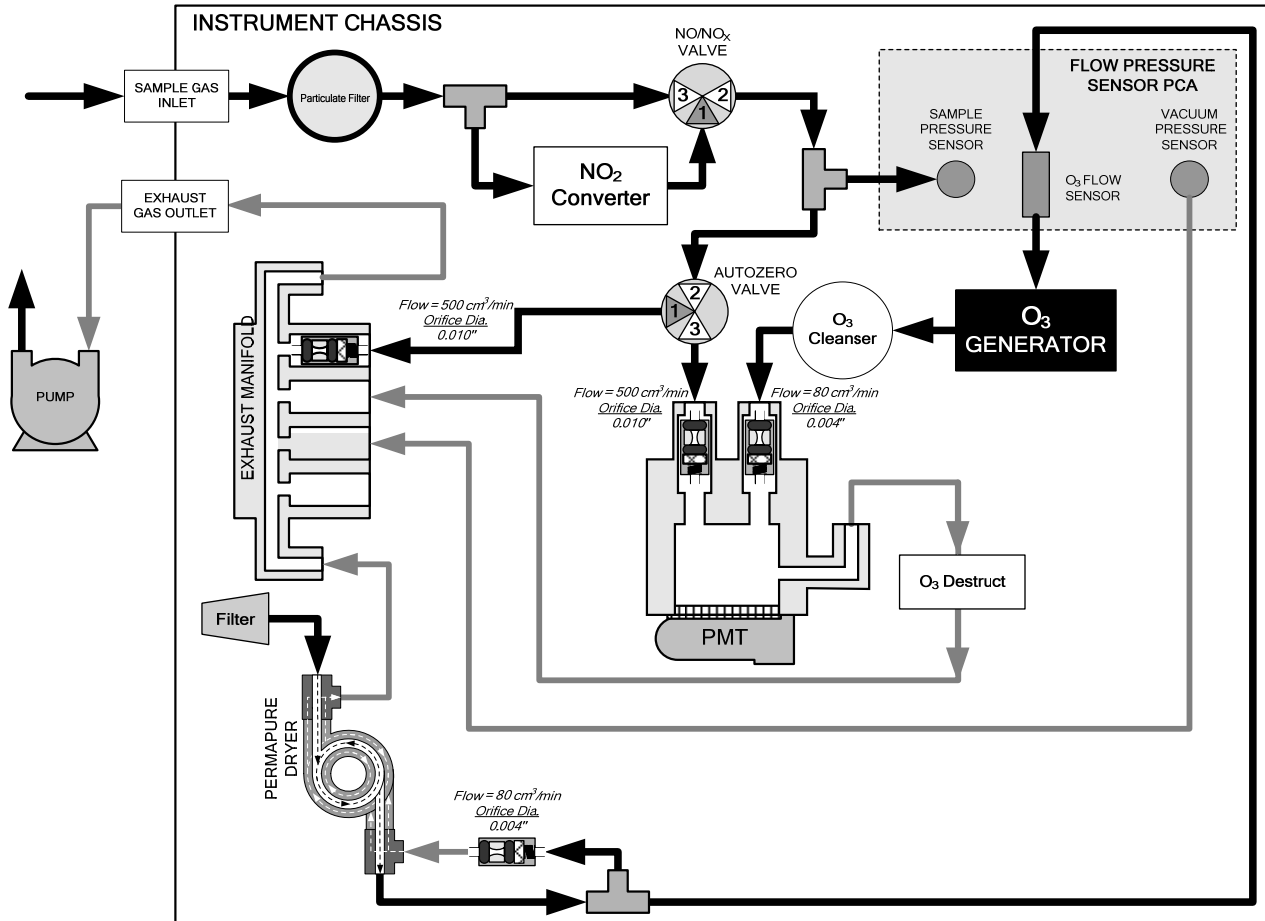 INSTRUMENT CHASSIS
SAMPLE GAS
INLET
Particulate Filter
NO/NOX
VALVE
3
2
1
NO2
Converter
FLOW PRESSURE
SENSOR PCA
SAMPLE
PRESSURE
SENSOR
O3 FLOW
SENSOR
VACUUM
PRESSURE
SENSOR
EXHAUST
GAS OUTLET
PUMP
EXHAUST MANIFOLD
Flow = 500 cm³/min
Orifice Dia.
0.010"
AUTOZERO
VALVE
2
1
3
O3
Cleanser
O3
GENERATOR
Flow = 500 cm³/min
Orifice Dia.
0.010"
Flow = 80 cm³/min
Orifice Dia.
0.004"
O3 Destruct
PMT
Filter
PERMAPURE
DRYER
Flow = 80 cm³/min
Orifice Dia.
0.004"